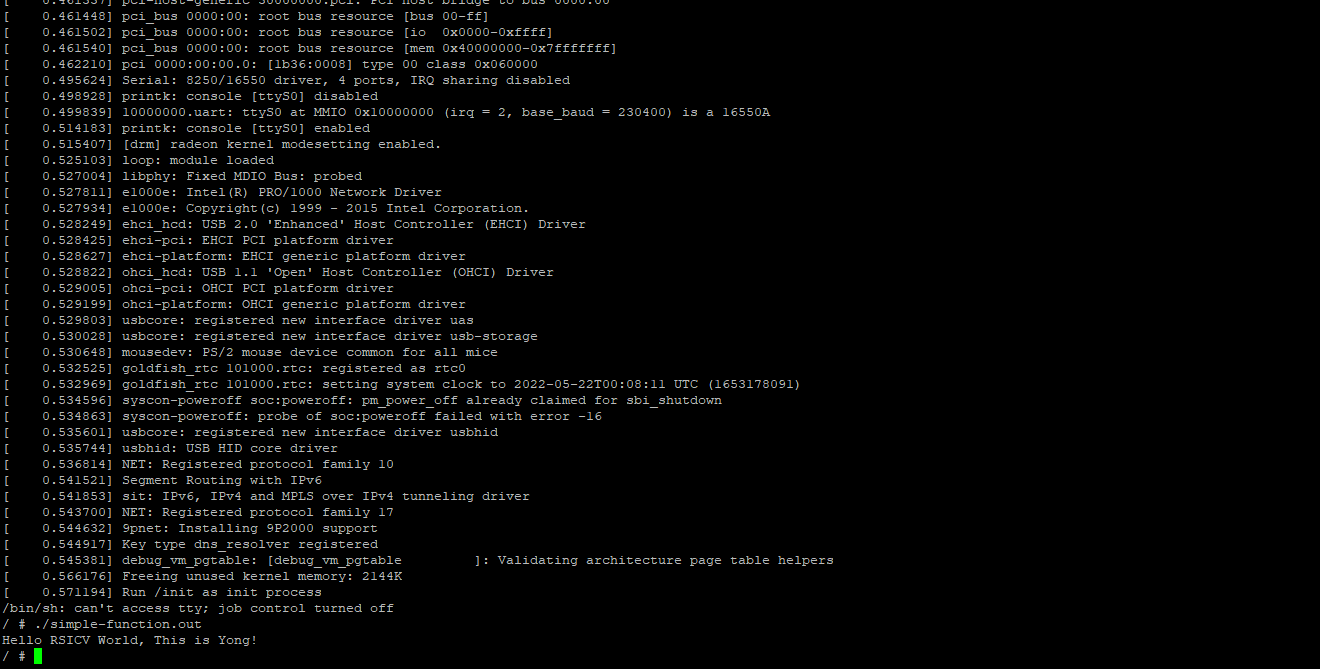 [    0.461337] pci-host-generic 30000000.pci: PCI host bridge to bus 0000:00
[    0.461448] pci_bus 0000:00: root bus resource [bus 00-ff]
[    0.461502] pci_bus 0000:00: root bus resource [io  0x0000-0xffff]
[    0.461540] pci_bus 0000:00: root bus resource [mem 0x40000000-0x7fffffff]
[    0.462210] pci 0000:00:00.0: [1b36:0008] type 00 class 0x060000
[    0.495624] Serial: 8250/16550 driver, 4 ports, IRQ sharing disabled
[    0.498928] printk: console [ttyS0] disabled
[    0.499839] 10000000.uart: ttyS0 at MMIO 0x10000000 (irq = 2, base_baud = 230400) is a 16550A
[    0.514183] printk: console [ttyS0] enabled
[    0.515407] [drm] radeon kernel modesetting enabled.
[    0.525103] loop: module loaded
[    0.527004] libphy: Fixed MDIO Bus: probed
[    0.527811] e1000e: Intel(R) PRO/1000 Network Driver
[    0.527934] e1000e: Copyright(c) 1999 - 2015 Intel Corporation.
[    0.528249] ehci_hcd: USB 2.0 'Enhanced' Host Controller (EHCI) Driver
[    0.528425] ehci-pci: EHCI PCI platform driver
[    0.528627] ehci-platform: EHCI generic platform driver
[    0.528822] ohci_hcd: USB 1.1 'Open' Host Controller (OHCI) Driver
[    0.529005] ohci-pci: OHCI PCI platform driver
[    0.529199] ohci-platform: OHCI generic platform driver
[    0.529803] usbcore: registered new interface driver uas
[    0.530028] usbcore: registered new interface driver usb-storage
[    0.530648] mousedev: PS/2 mouse device common for all mice
[    0.532525] goldfish_rtc 101000.rtc: registered as rtc0
[    0.532969] goldfish_rtc 101000.rtc: setting system clock to 2022-05-22T00:08:11 UTC (1653178091)
[    0.534596] syscon-poweroff soc:poweroff: pm_power_off already claimed for sbi_shutdown
[    0.534863] syscon-poweroff: probe of soc:poweroff failed with error -16
[    0.535601] usbcore: registered new interface driver usbhid
[    0.535744] usbhid: USB HID core driver
[    0.536814] NET: Registered protocol family 10
[    0.541521] Segment Routing with IPv6
[    0.541853] sit: IPv6, IPv4 and MPLS over IPv4 tunneling driver
[    0.543700] NET: Registered protocol family 17
[    0.544632] 9pnet: Installing 9P2000 support
[    0.544917] Key type dns_resolver registered
[    0.545381] debug_vm_pgtable: [debug_vm_pgtable         ]: Validating architecture page table helpers
[    0.566176] Freeing unused kernel memory: 2144K
[    0.571194] Run /init as init process
/bin/sh: can't access tty; job control turned off
/ # ./simple-function.out
Hello RSICV World, This is Yong!
/ #